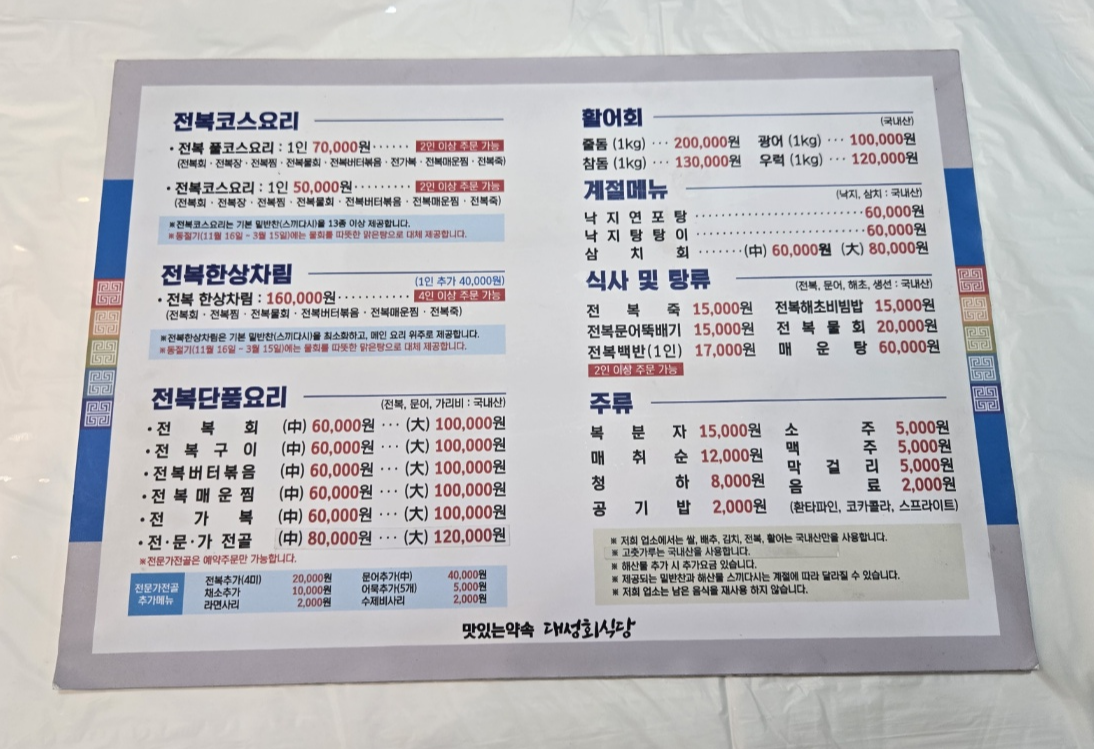 전복코스요리
• 전복 풀코스요리 : 1인 70,000원 ······ 2인 이상 주문 가능
(전복회 · 전복장 · 전복찜 · 전복물회 · 전복버터볶음 · 전가복 · 전복매운찜 · 전복죽)
• 전복코스요리 : 1인 50,000원 ········· 2인 이상 주문 가능
(전복회 · 전복장 · 전복찜 · 전복물회 · 전복버터볶음 · 전복매운찜 · 전복죽)
※전복코스요리는 기본 밑반찬(스끼다시)을 13종 이상 제공합니다.
※동절기(11월 16일 ~ 3월 15일)에는 물회를 따뜻한 맑은탕으로 대체 제공합니다.
전복한상차림 (1인 추가 40,000원)
• 전복 한상차림 : 160,000원 ··········· 4인 이상 주문 가능
(전복회 · 전복찜 · 전복물회 · 전복버터볶음 · 전복매운찜 · 전복죽)
※전복한상차림은 기본 밑반찬(스끼다시)을 최소화하고, 메인 요리 위주로 제공합니다.
※동절기(11월 16일 ~ 3월 15일)에는 물회를 따뜻한 맑은탕으로 대체 제공합니다.
전복단품요리 (전복, 문어, 가리비 : 국내산)
• 전복회 (中) 60,000원 ··· (大) 100,000원
• 전복구이 (中) 60,000원 ··· (大) 100,000원
• 전복버터볶음 (中) 60,000원 ··· (大) 100,000원
• 전복매운찜 (中) 60,000원 ··· (大) 100,000원
• 전가복 (中) 60,000원 ··· (大) 100,000원
• 전·문·가 전골 (中) 80,000원 ··· (大) 120,000원
※전문가전골은 예약주문만 가능합니다.
전문가전골 추가메뉴
전복추가(4미) 20,000원 문어추가(中) 40,000원
채소추가 10,000원 어묵추가(5개) 5,000원
라면사리 2,000원 수제비사리 2,000원
활어회 (국내산)
줄돔 (1kg) ··· 200,000원 광어 (1kg) ··· 100,000원
참돔 (1kg) ··· 130,000원 우럭 (1kg) ··· 120,000원
계절메뉴 (낙지, 삼치 : 국내산)
낙지연포탕 ························ 60,000원
낙지탕탕이 ························ 60,000원
삼치회 ······· (中) 60,000원 (大) 80,000원
식사 및 탕류 (전복, 문어, 해초, 생선 : 국내산)
전복죽 15,000원 전복해초비빔밥 15,000원
전복문어뚝배기 15,000원 전복물회 20,000원
전복백반(1인) 17,000원 매운탕 60,000원
2인 이상 주문 가능
주류
복분자 15,000원 소주 5,000원
매취순 12,000원 맥주 5,000원
청하 8,000원 막걸리 5,000원
공기밥 2,000원 음료 2,000원
(환타파인, 코카콜라, 스프라이트)
※ 저희 업소에서는 쌀, 배추, 김치, 전복, 활어는 국내산만을 사용합니다.
※ 고춧가루는 국내산을 사용합니다.
※ 해산물 추가 시 추가요금 있습니다.
※ 제공되는 밑반찬과 해산물 스끼다시는 계절에 따라 달라질 수 있습니다.
※ 저희 업소는 남은 음식을 재사용 하지 않습니다.
맛있는약속 대성회식당